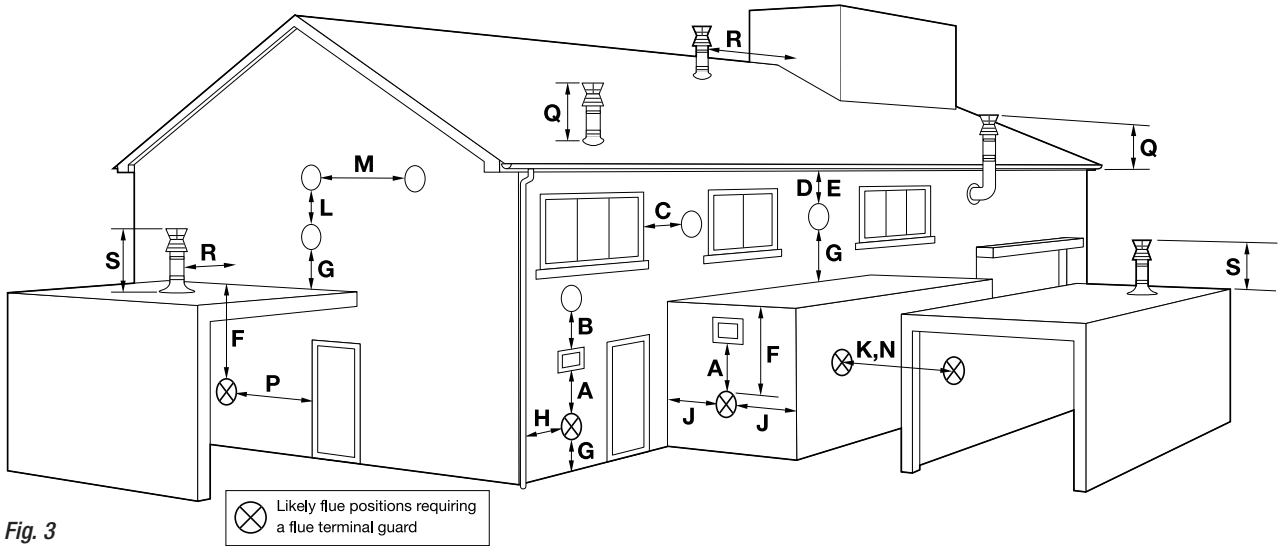 R
Q
Q
M
D E
C
L
G
S
R
G
S
B
F
F
K,N
A
A
P
J
J
H
G
Likely flue positions requiring
a flue terminal guard
Fig. 3